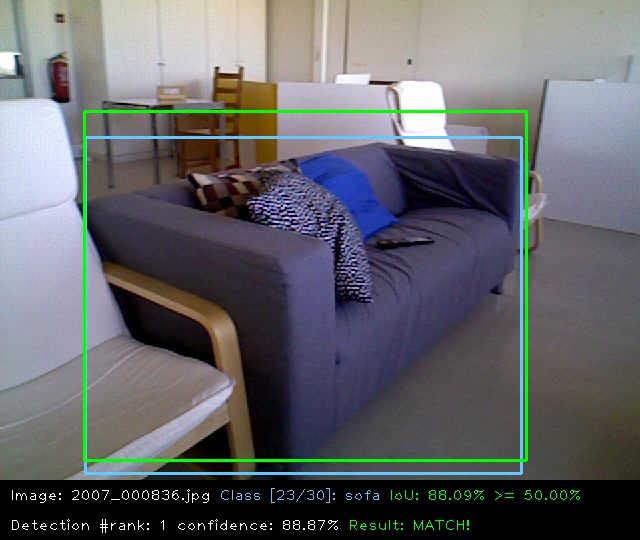 Image: 2007_000836.jpg Class [23/30]: sofa IoU: 88.09% >= 50.00%
Detection #rank: 1 confidence: 88.87% Result: MATCH!